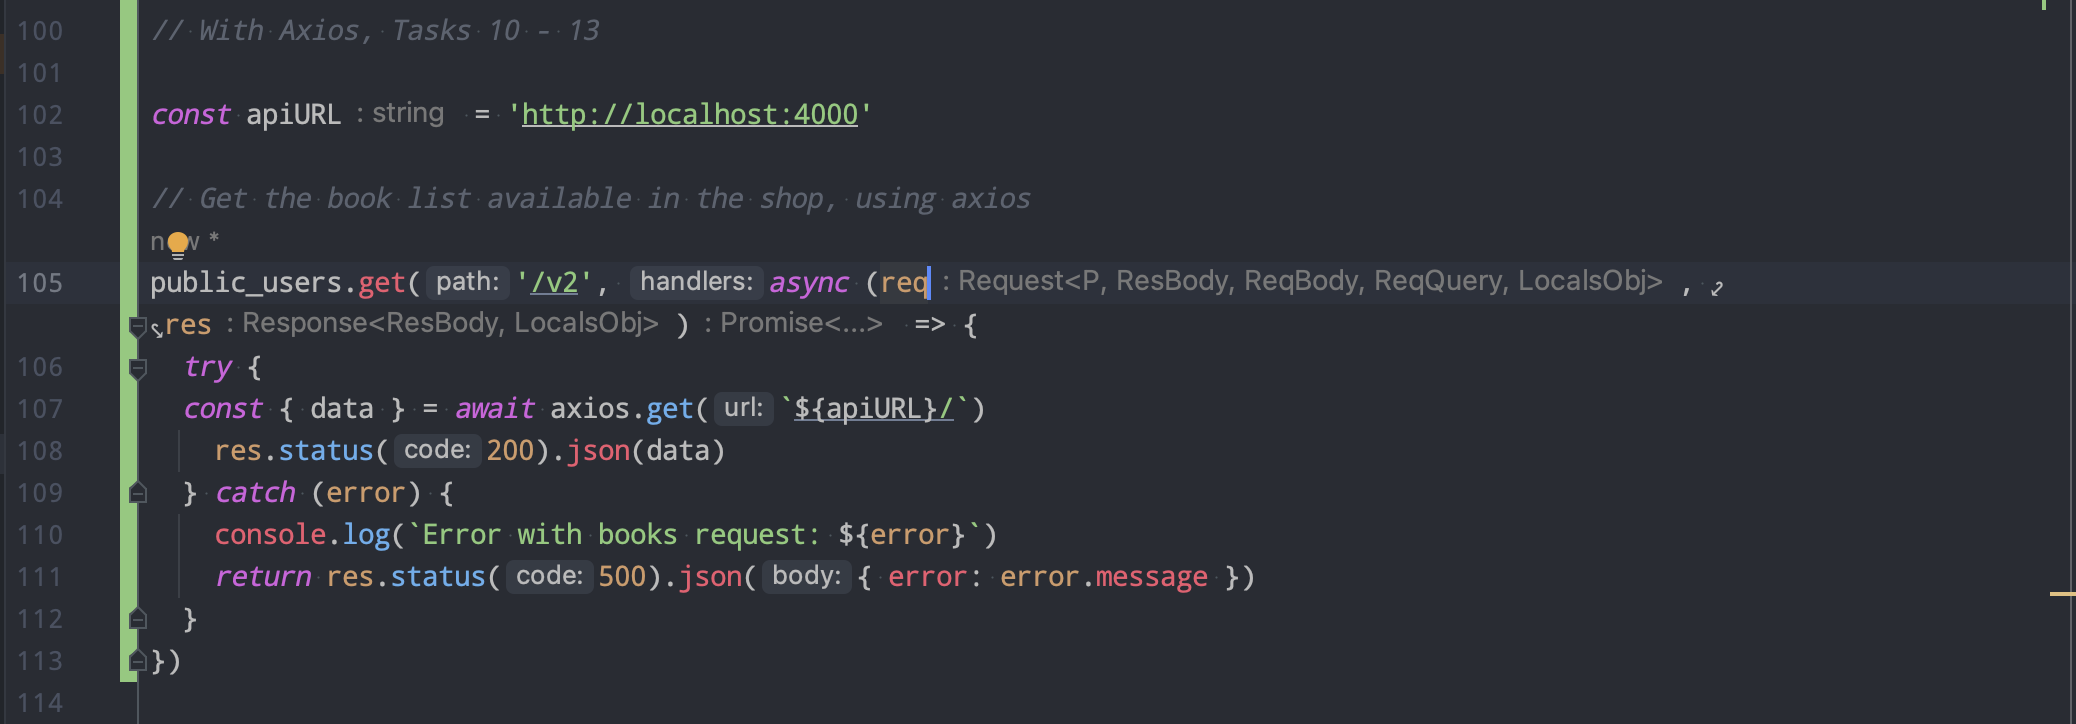 100 // With Axios, Tasks 10 - 13
101
102 const apiURL : string = 'http://localhost:4000'
103
104 // Get the book list available in the shop, using axios
*
105 public_users.get( path: '/v2', handlers: async (req : Request<P, ResBody, ReqBody, ReqQuery, LocalsObj> ,
res : Response<ResBody, LocalsObj> ) : Promise<...> => {
106 try {
107 const { data } = await axios.get( url: `${apiURL}/`)
108 res.status( code: 200).json(data)
109 } catch (error) {
110 console.log(`Error with books request: ${error}`)
111 return res.status( code: 500).json( body: { error: error.message })
112 }
113 })
114